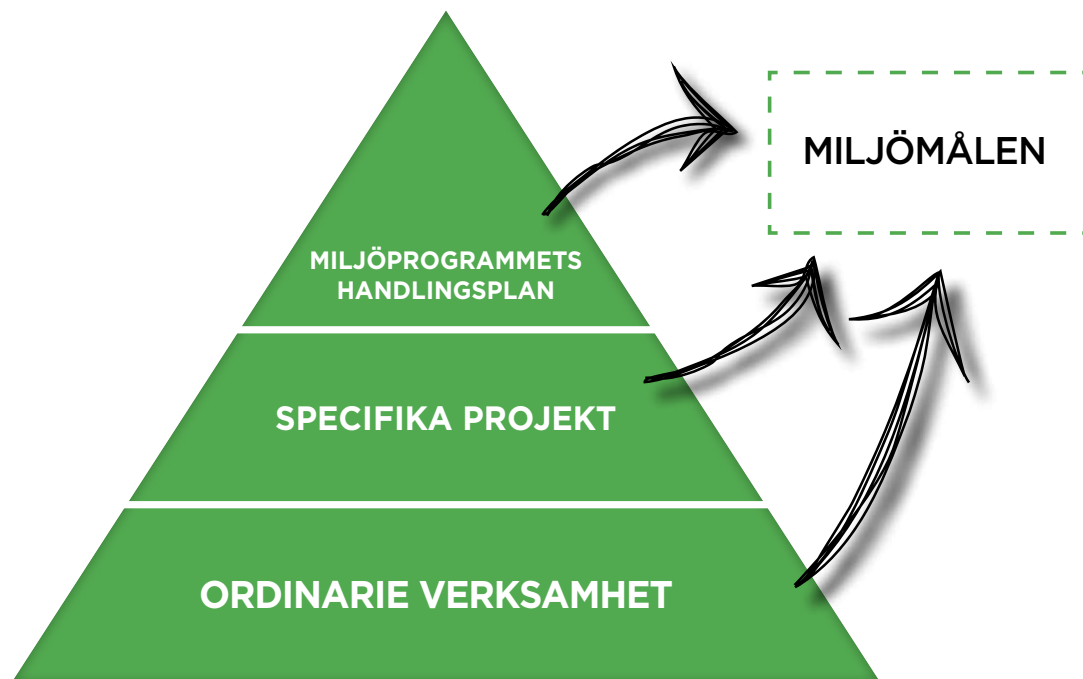 MILJÖMÅLEN
MILJÖPROGRAMMETS
HANDLINGSPLAN
SPECIFIKA PROJEKT
ORDINARIE VERKSAMHET